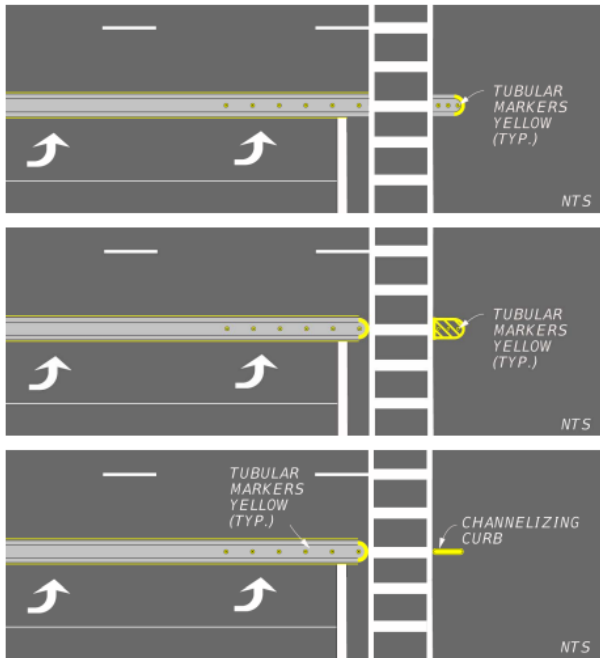 TUBULAR
MARKERS
YELLOW
(TYP.)
NTS
TUBULAR
MARKERS
YELLOW
(TYP.)
NTS
TUBULAR
MARKERS
YELLOW
(TYP.)
CHANNELIZING
CURB
NTS